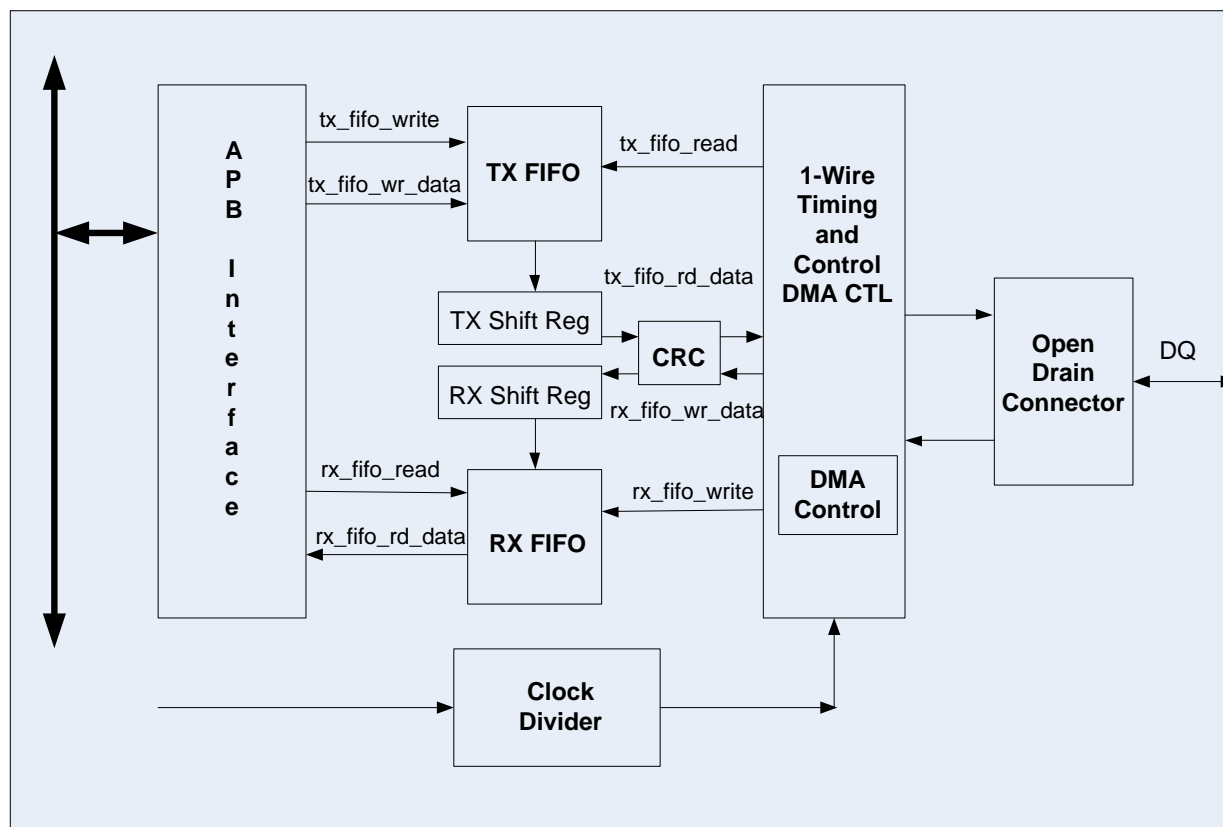 A
P
B
I
n
t
e
r
f
a
c
e
tx_fifo_write
tx_fifo_wr_data
TX FIFO
tx_fifo_read
1-Wire
Timing
and
Control
DMA CTL
tx_fifo_rd_data
TX Shift Reg
CRC
RX Shift Reg
rx_fifo_wr_data
Open
Drain
Connector
DQ
rx_fifo_read
rx_fifo_rd_data
RX FIFO
rx_fifo_write
DMA
Control
Clock
Divider